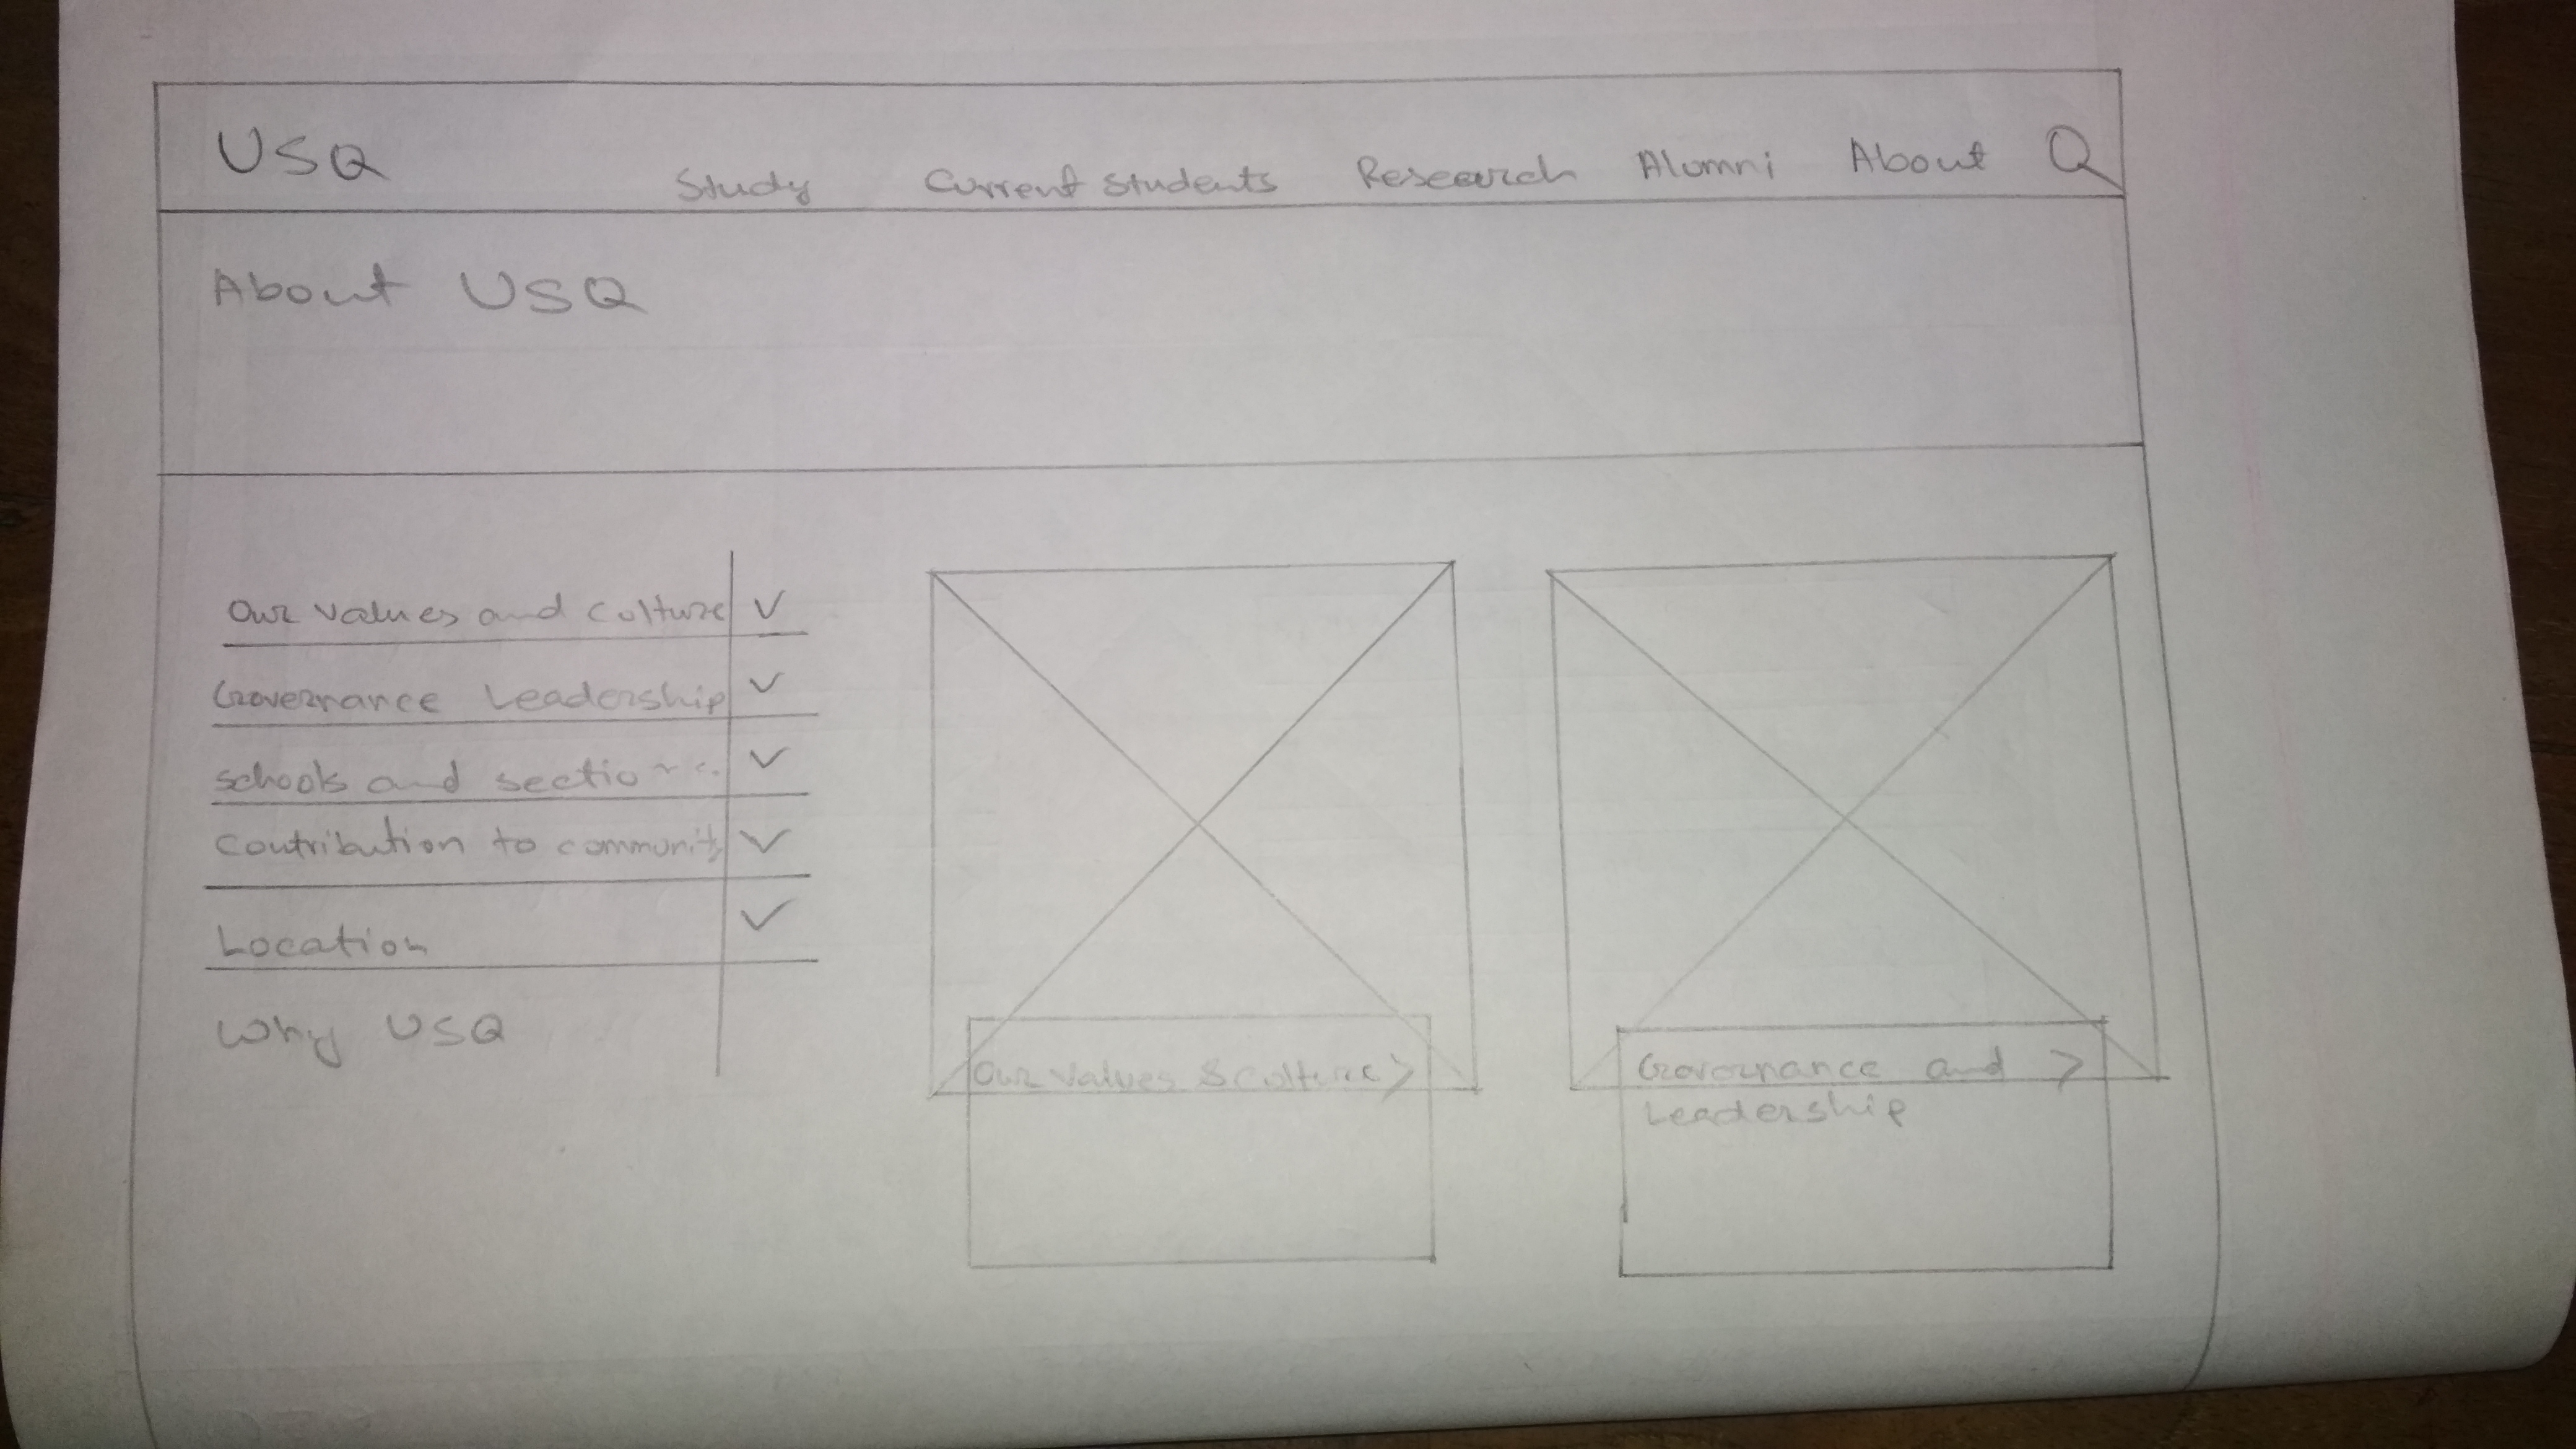 USQ Study Current Students Research Alumni About
About USQ
Our values and culture
Governance Leadership
schools and
Contribution to community
Location
Why USQ
Our Values & Culture >
Governance and >
Leadership